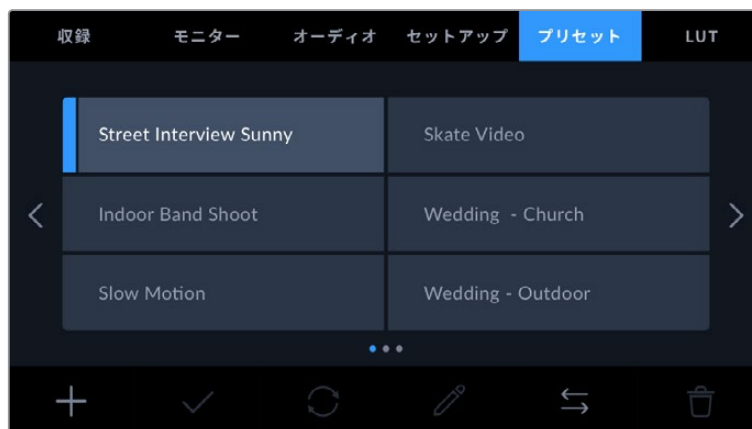 収録 モニター オーディオ セットアップ プリセット LUT
Street Interview Sunny Skate Video
Indoor Band Shoot Wedding - Church
Slow Motion Wedding - Outdoor